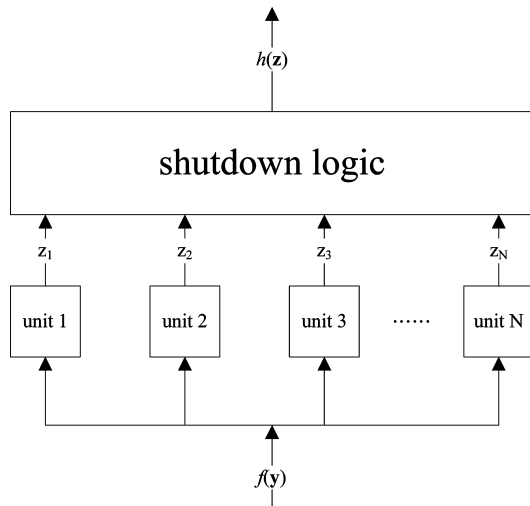 h(z)
shutdown logic
z1 z2 z3 zN
unit 1 unit 2 unit 3 ...... unit N
f(y)